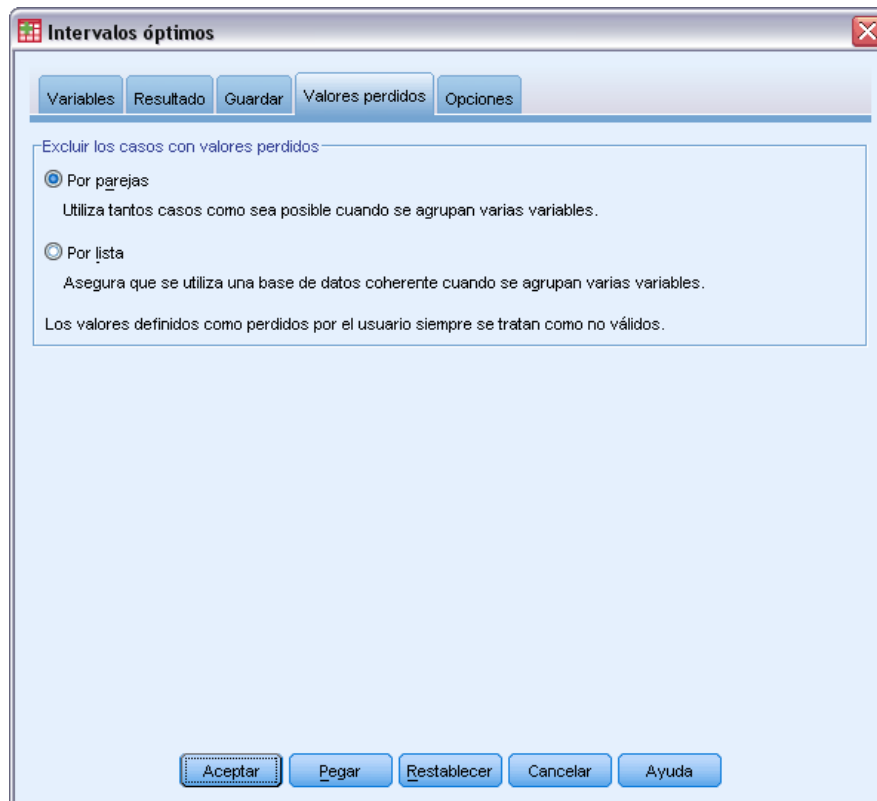 Intervalos óptimos
Variables Resultado Guardar Valores perdidos Opciones
Excluir los casos con valores perdidos
Por parejas
Utiliza tantos casos como sea posible cuando se agrupan varias variables.
Por lista
Asegura que se utiliza una base de datos coherente cuando se agrupan varias variables.
Los valores definidos como perdidos por el usuario siempre se tratan como no válidos.
Aceptar Pegar Restablecer Cancelar Ayuda